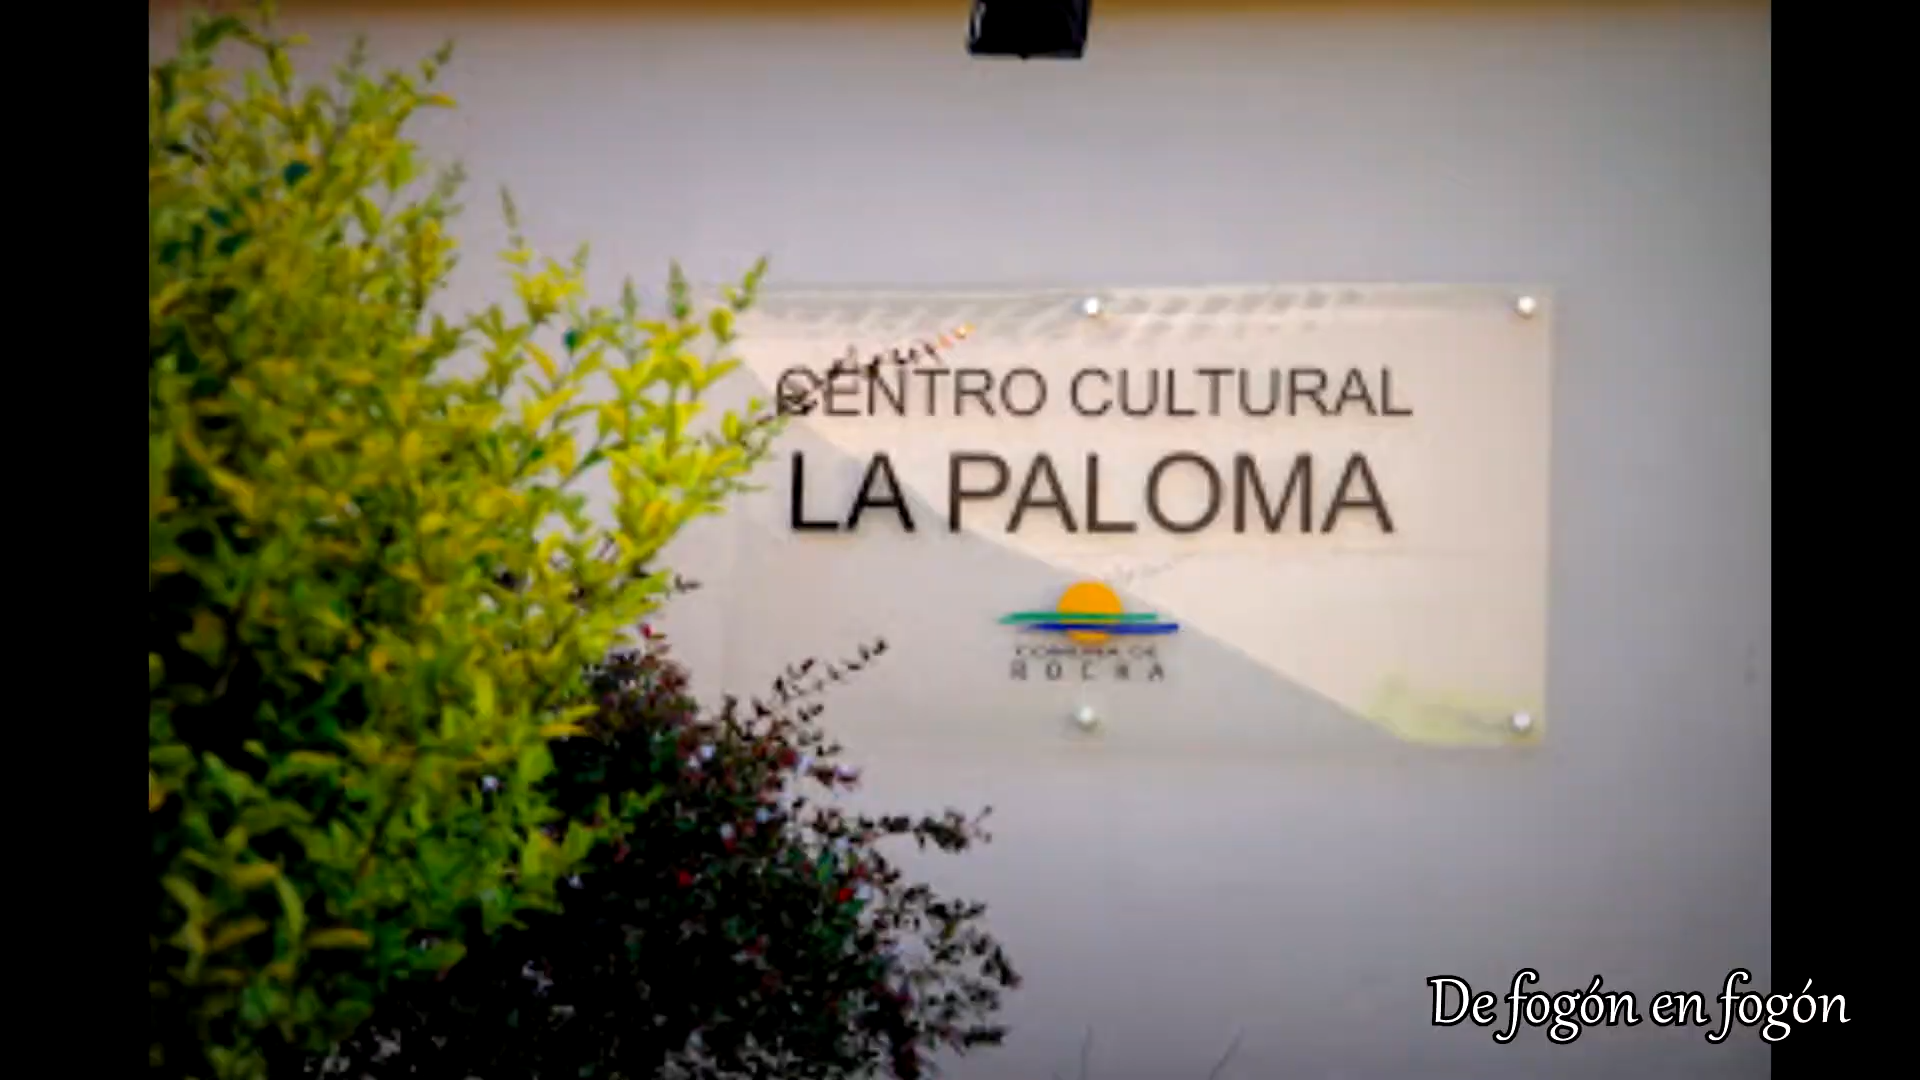 CENTRO CULTURAL
LA PALOMA
ROCHA
De fogón en fogón